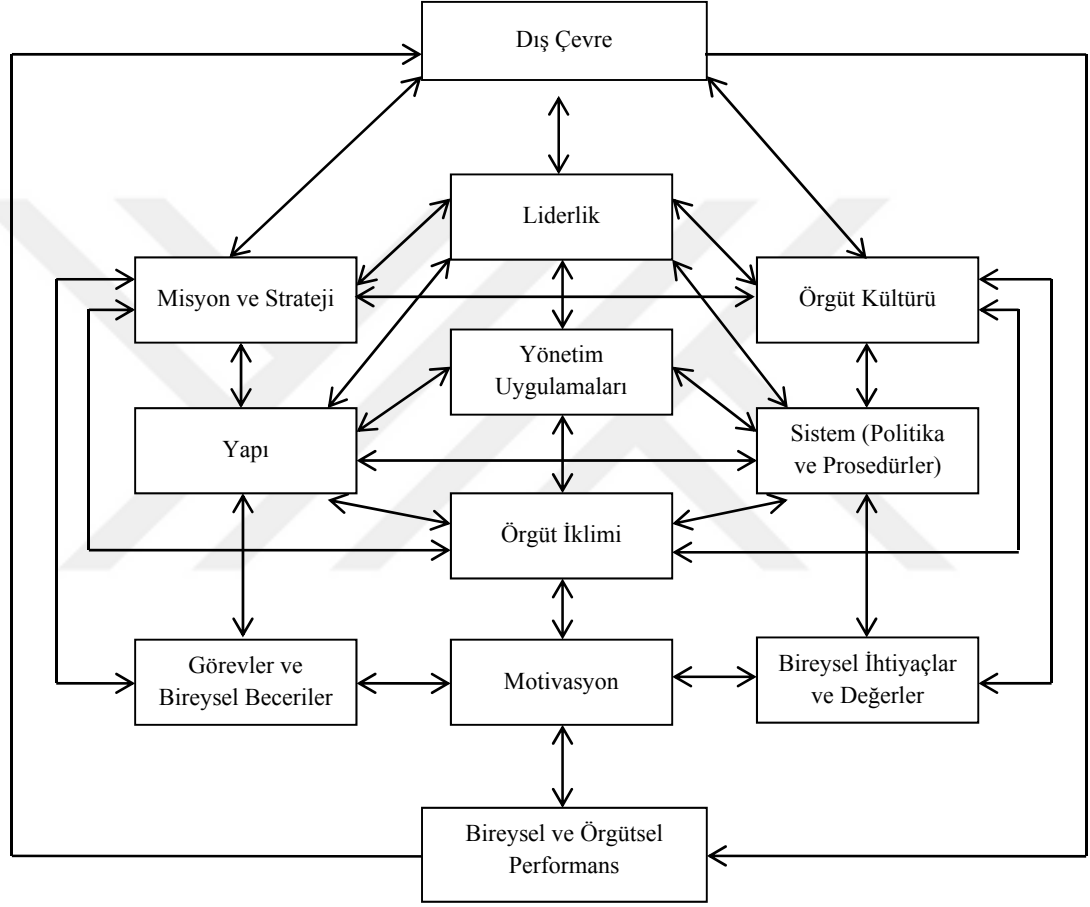 Dış Çevre
Liderlik
Misyon ve Strateji
Örgüt Kültürü
Yönetim
Uygulamaları
Yapı
Sistem (Politika
ve Prosedürler)
Örgüt İklimi
Görevler ve
Bireysel Beceriler
Motivasyon
Bireysel İhtiyaçlar
ve Değerler
Bireysel ve Örgütsel
Performans